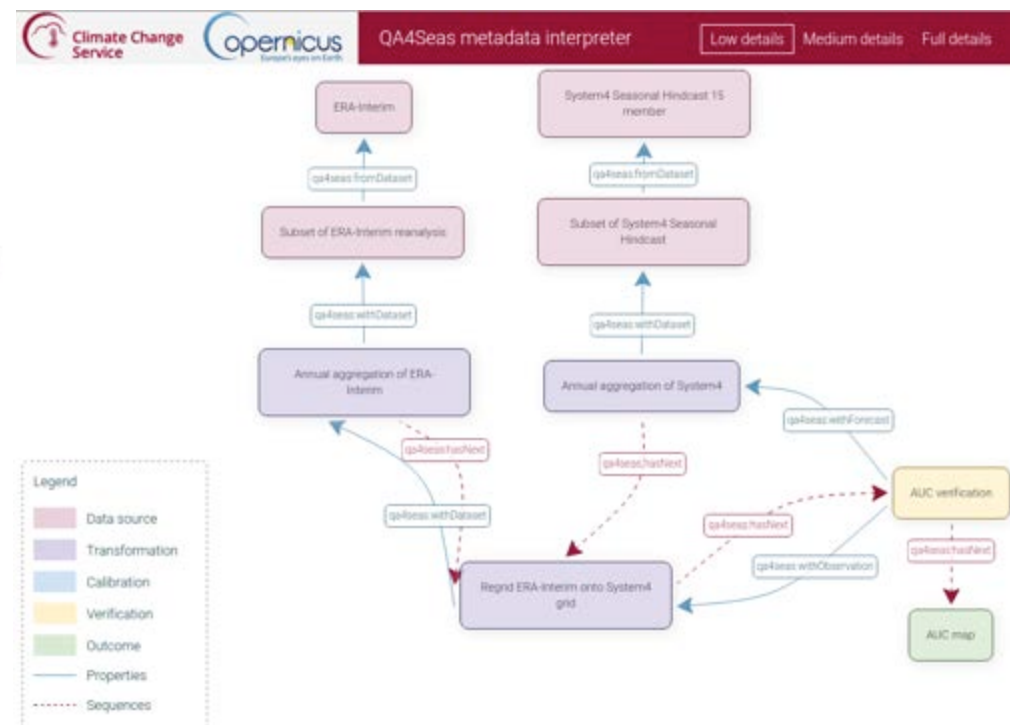 Climate Change
Service
opernicus
Europe's eyes on Earth
QA4Seas metadata interpreter
Low details
Medium details
Full details
ERA-Interim
System4 Seasonal Hindcast 15
member
qa4seas:fromDataset
qa4seas:fromDataset
Subset of ERA-Interim reanalysis
Subset of System4 Seasonal
Hindcast
qa4seas:withDataset
qa4seas:withDataset
Annual aggregation of ERA-
Interim
Annual aggregation of System4
qa4seas:withForecast
qa4seas:hasNext
qa4seas:hasNext
AUC verification
qa4seas:withDataset
qa4seas:hasNext
qa4seas:hasNext
qa4seas:withObservation
Regrid ERA-Interim onto System4
grid
AUC map
Legend
Data source
Transformation
Calibration
Verification
Outcome
Properties
Sequences